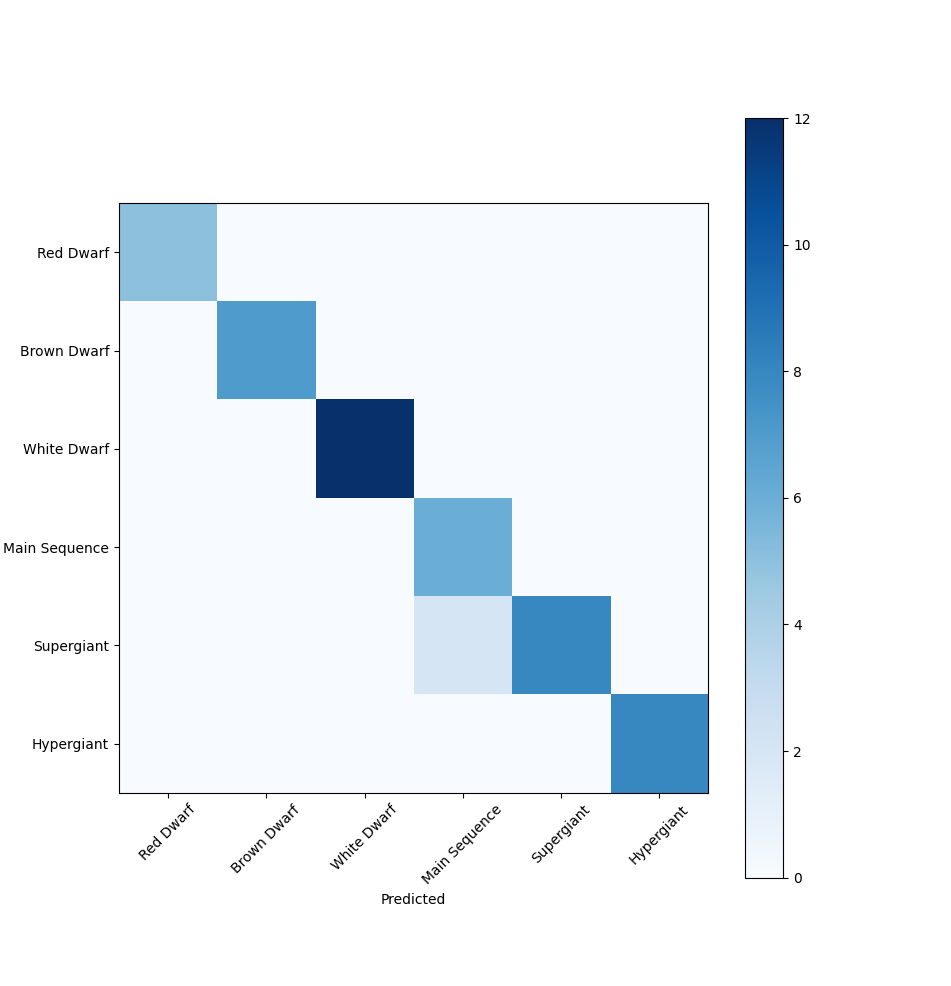 Red Dwarf
Brown Dwarf
White Dwarf
Main Sequence
Supergiant
Hypergiant
Red Dwarf
Brown Dwarf
White Dwarf
Main Sequence
Supergiant
Hypergiant
Predicted
12
10
8
6
4
2
0